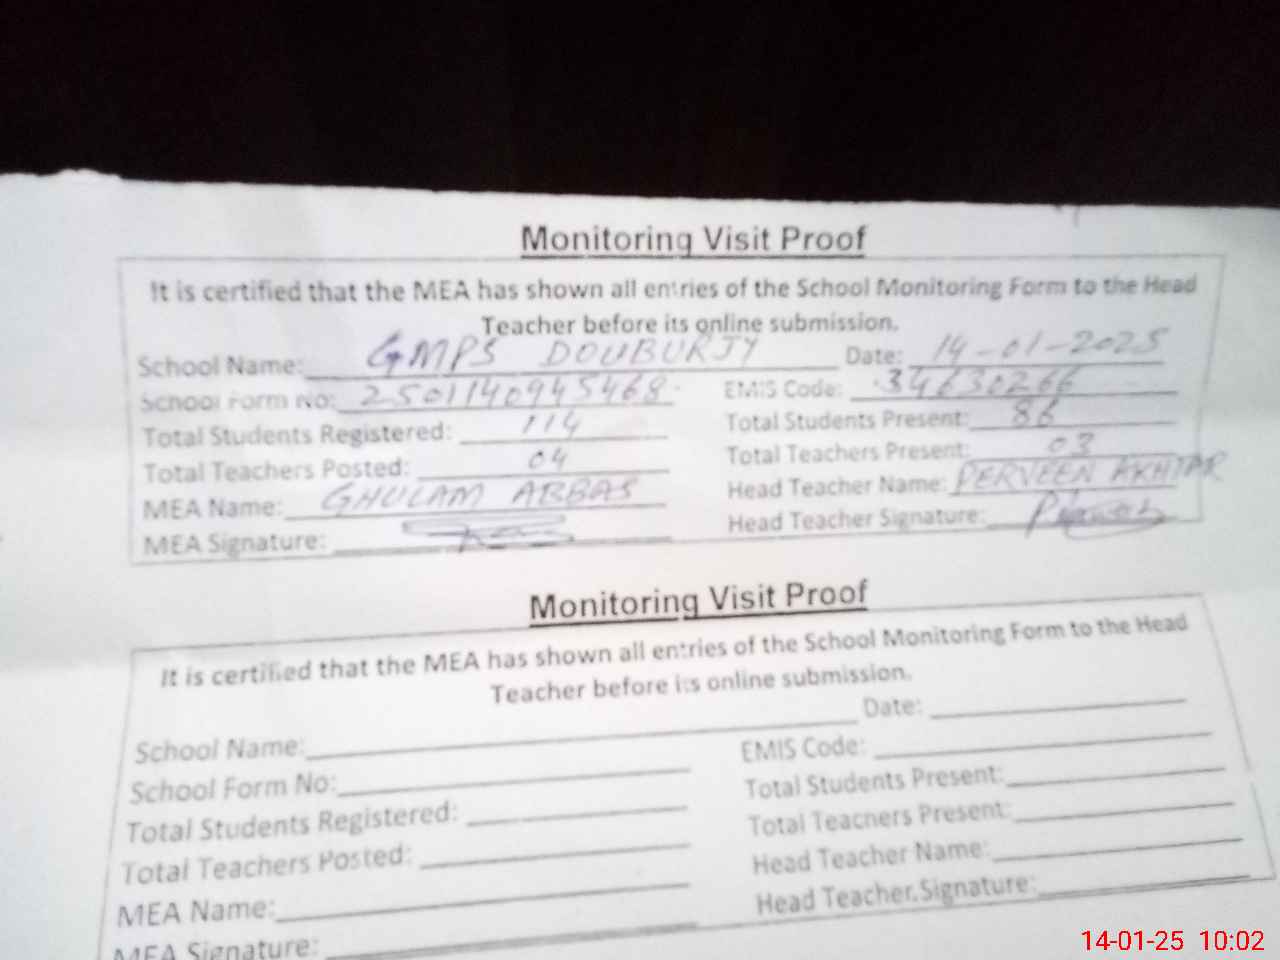 Monitoring Visit Proof
It is certified that the MEA has shown all entries of the School Monitoring Form to the Head
Teacher before its online submission.
School Name: GMPS DOUBURJY Date: 14-01-2025
School Form No: 2501140945468 EMIS Code: 34630266
Total Students Registered: 114 Total Students Present: 86
Total Teachers Posted: 04 Total Teachers Present: 03
MEA Name: GHULAM ABBAS Head Teacher Name: PERVEEN AKHTAR
MEA Signature: Head Teacher Signature:
Monitoring Visit Proof
It is certified that the MEA has shown all entries of the School Monitoring Form to the Head
Teacher before its online submission.
School Name: Date:
School Form No: EMIS Code:
Total Students Registered: Total Students Present:
Total Teachers Posted: Total Teachers Present:
MEA Name: Head Teacher Name:
MEA Signature: Head Teacher Signature:
14-01-25 10:02